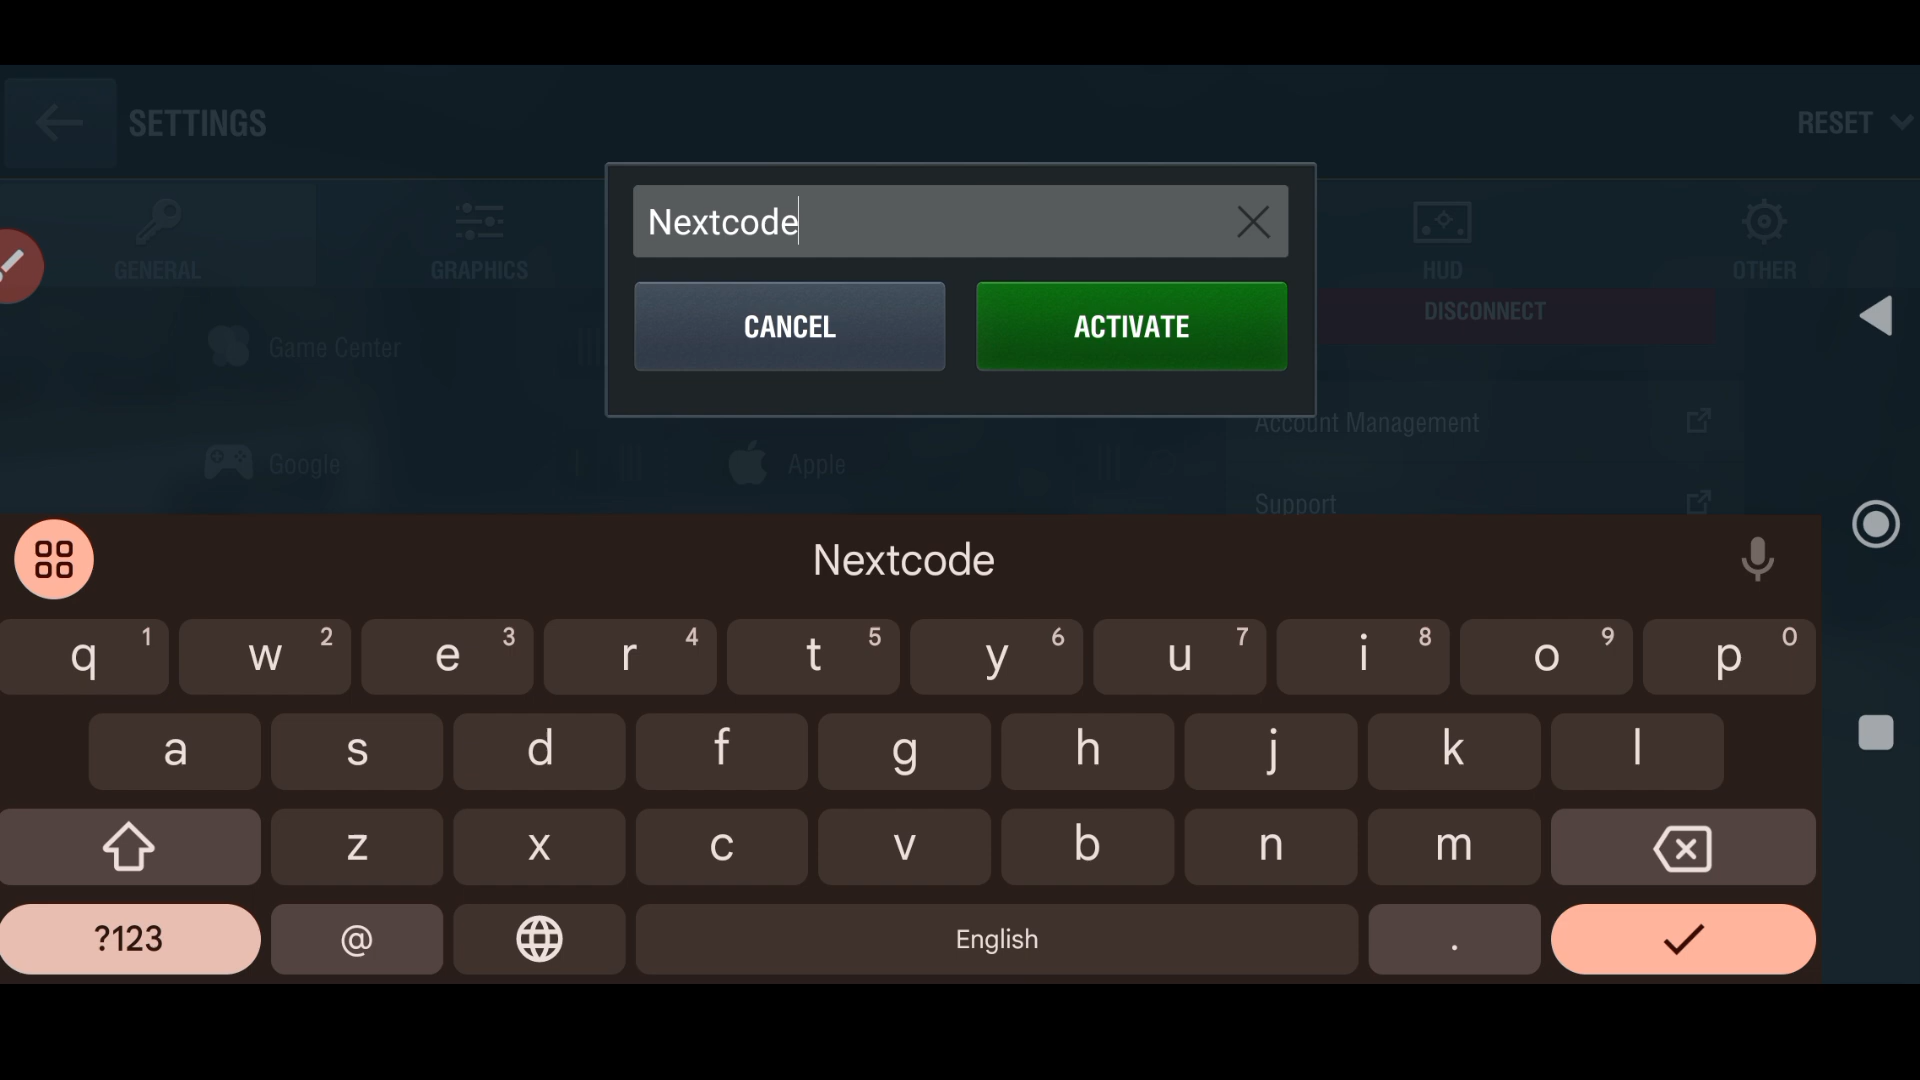 SETTINGS
RESET
Nextcode
CANCEL
ACTIVATE
GENERAL
GRAPHICS
HUD
OTHER
DISCONNECT
Game Center
Account Management
Google
Apple
Support
Nextcode
q 1 w 2 e 3 r 4 t 5 y 6 u 7 i 8 o 9 p 0
a s d f g h j k l
z x c v b n m
?123 @ English .